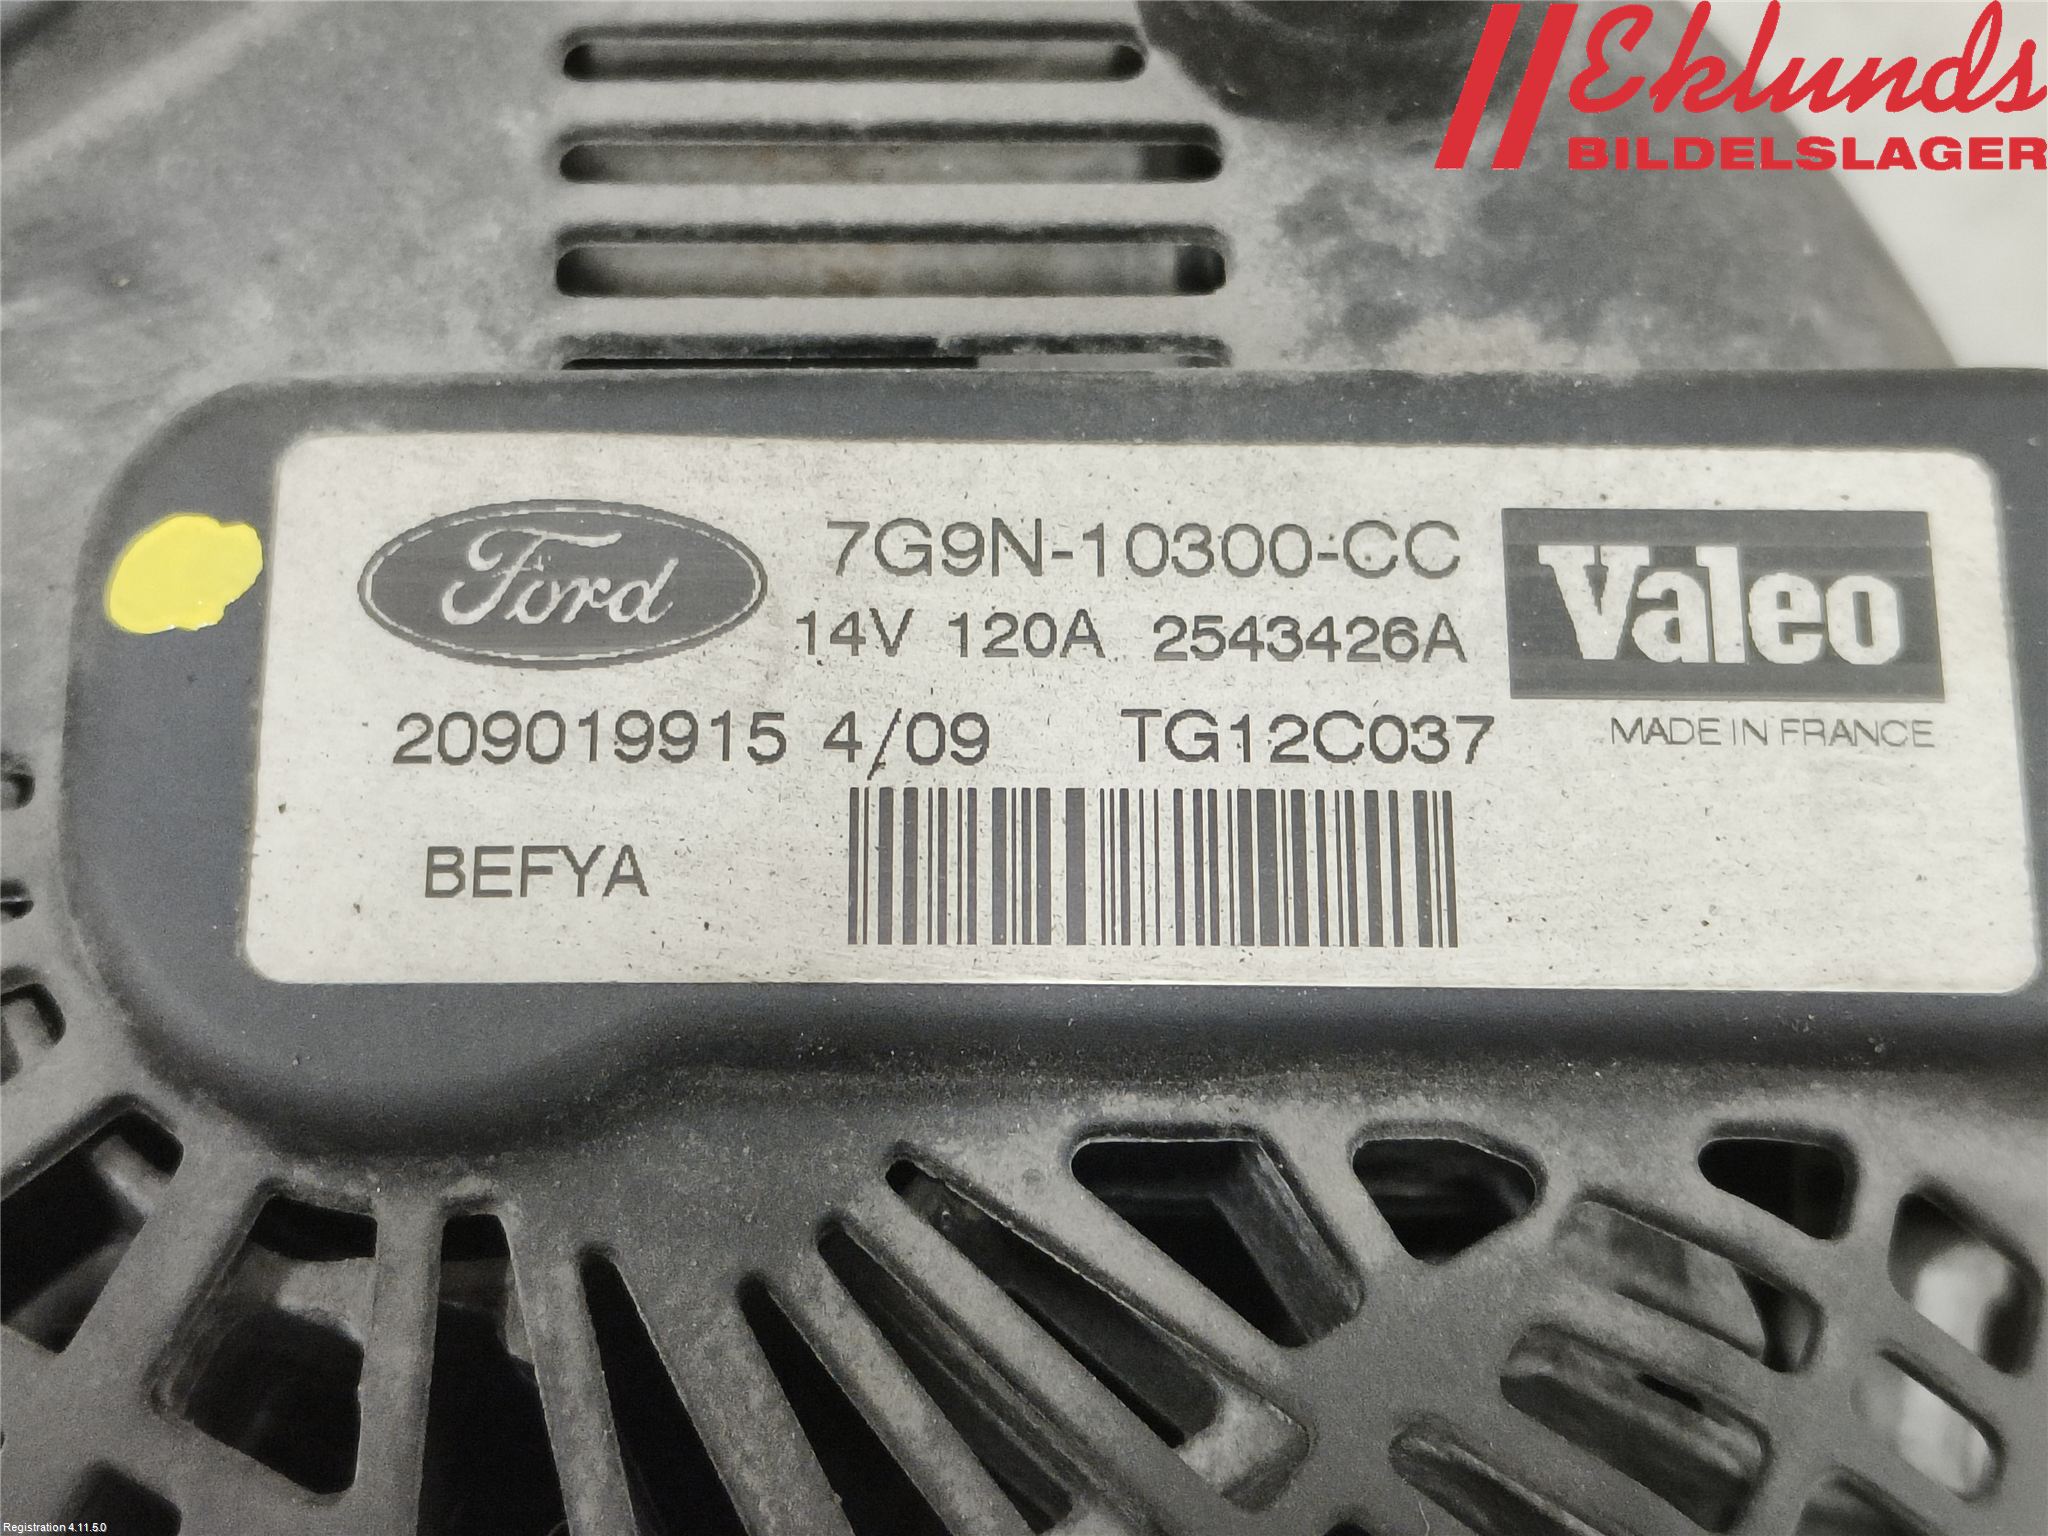 Eklunds
BILDELSLAGER
Ford
7G9N-10300-CC
14V 120A 2543426A
Valeo
209019915 4/09 TG12C037
MADE IN FRANCE
BEFYA
Registration 4.11.5.0